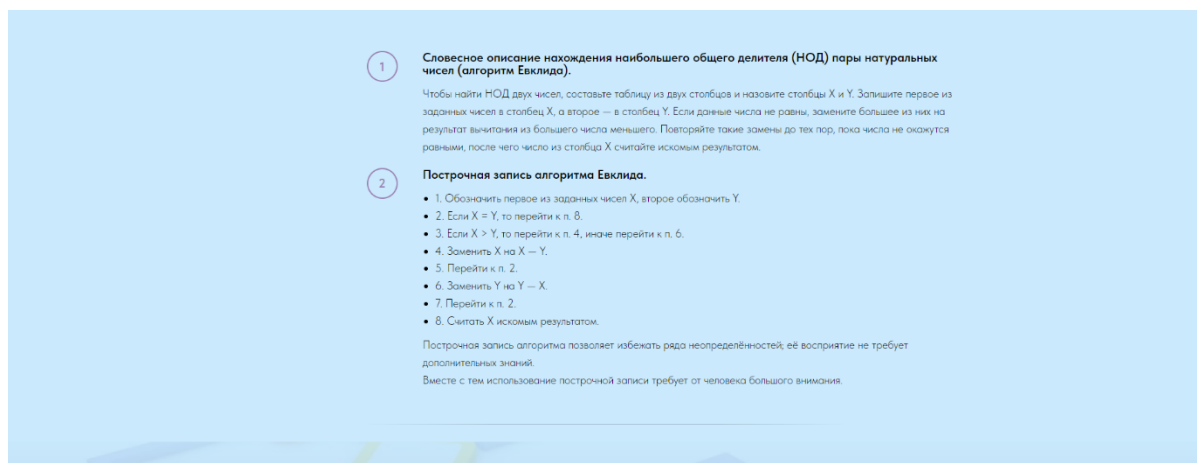 1
Словесное описание нахождения наибольшего общего делителя (НОД) пары натуральных
чисел (алгоритм Евклида).
Чтобы найти НОД двух чисел, составьте таблицу из двух столбцов и назовите столбцы X и Y. Запишите первое из
заданных чисел в столбец X, а второе — в столбец Y. Если данные числа не равны, замените большее из них на
результат вычитания из большего числа меньшего. Повторяйте такие замены до тех пор, пока числа не окажутся
равными, после чего число из столбца X считайте искомым результатом.
2
Построчная запись алгоритма Евклида.
• 1. Обозначить первое из заданных чисел X, второе обозначить Y.
• 2. Если X = Y, то перейти к п. 8.
• 3. Если X > Y, то перейти к п. 4, иначе перейти к п. 6.
• 4. Заменить X на X — Y.
• 5. Перейти к п. 2.
• 6. Заменить Y на Y — X.
• 7. Перейти к п. 2.
• 8. Считать X искомым результатом.
Построчная запись алгоритма позволяет избежать ряда неопределённостей; её восприятие не требует
дополнительных знаний.
Вместе с тем использование построчной записи требует от человека большого внимания.